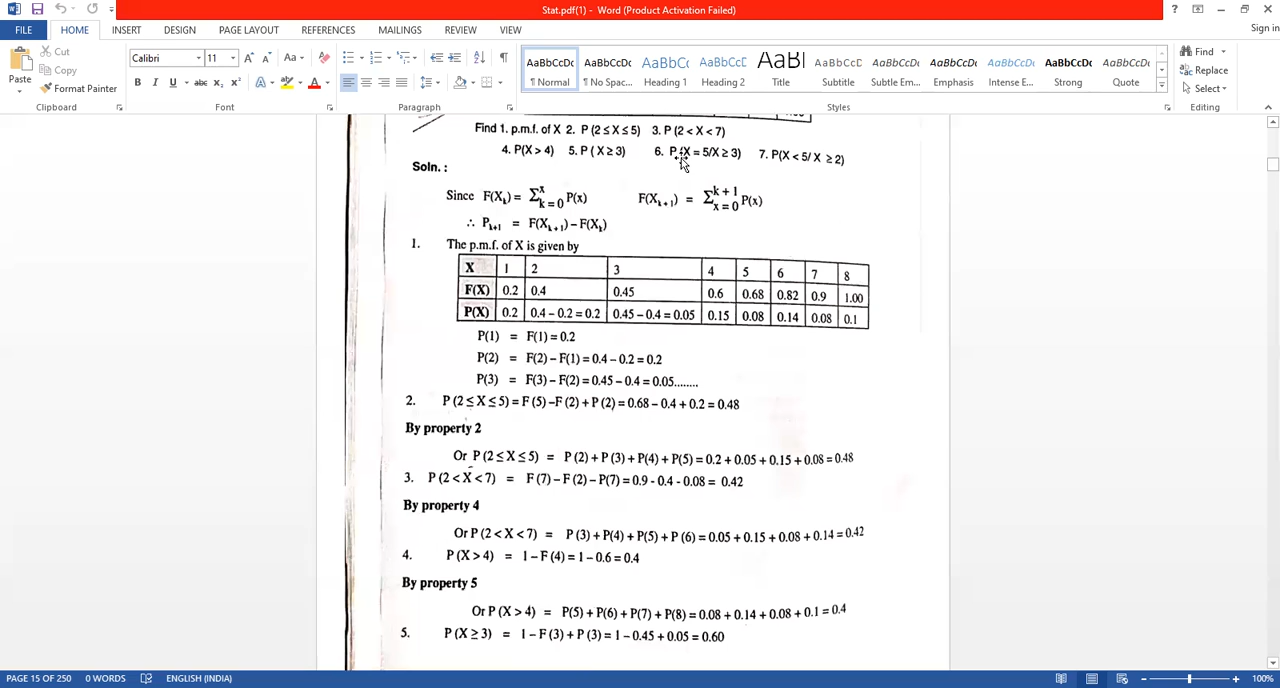 Stat.pdf(1) - Word (Product Activation Failed)
FILE HOME INSERT DESIGN PAGE LAYOUT REFERENCES MAILINGS REVIEW VIEW Sign in
Paste Cut Copy Format Painter
Calibri 11
AaBbCcDc AaBbCcDc AaBbCc AaBbCcD AaBl AaBbCcD AaBbCcDc AaBbCcDc AaBbCcDc AaBbCcDc AaBbCcDc
¶ Normal ¶ No Spac... Heading 1 Heading 2 Title Subtitle Subtle Em... Emphasis Intense E... Strong Quote
Find Replace Select
Clipboard Font Paragraph Styles Editing
Find 1. p.m.f. of X 2. P (2 ≤ X ≤ 5) 3. P (2 < X < 7)
4. P(X > 4) 5. P ( X ≥ 3) 6. P (X = 5/X ≥ 3) 7. P(X < 5/ X ≥ 2)
Soln. :
Since F(Xk) = Σ x k = 0 P(x) F(Xk + 1) = Σ k + 1 x = 0 P(x)
∴ Pk+1 = F(Xk+1) – F(Xk)
1. The p.m.f. of X is given by
X 1 2 3 4 5 6 7 8
F(X) 0.2 0.4 0.45 0.6 0.68 0.82 0.9 1.00
P(X) 0.2 0.4 – 0.2 = 0.2 0.45 – 0.4 = 0.05 0.15 0.08 0.14 0.08 0.1
P(1) = F(1) = 0.2
P(2) = F(2) – F(1) = 0.4 – 0.2 = 0.2
P(3) = F(3) – F(2) = 0.45 – 0.4 = 0.05........
2. P (2 ≤ X ≤ 5) = F (5) –F (2) + P (2) = 0.68 – 0.4 + 0.2 = 0.48
By property 2
Or P (2 ≤ X ≤ 5) = P (2) + P (3) + P(4) + P(5) = 0.2 + 0.05 + 0.15 + 0.08 = 0.48
3. P (2 < X < 7) = F (7) – F (2) – P(7) = 0.9 - 0.4 - 0.08 = 0.42
By property 4
Or P (2 < X < 7) = P (3) + P(4) + P(5) + P (6) = 0.05 + 0.15 + 0.08 + 0.14 = 0.42
4. P (X > 4) = 1 – F (4) = 1 – 0.6 = 0.4
By property 5
Or P (X > 4) = P(5) + P(6) + P(7) + P(8) = 0.08 + 0.14 + 0.08 + 0.1 = 0.4
5. P (X ≥ 3) = 1 – F (3) + P (3) = 1 – 0.45 + 0.05 = 0.60
PAGE 15 OF 250 0 WORDS ENGLISH (INDIA) 100%